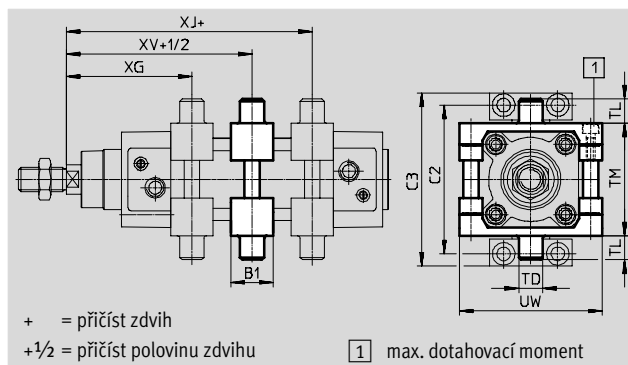 XJ+
XV+1/2
XG
1
TL
C3
C2
TM
TL
B1
TD
UW
+ = přičíst zdvih
+½ = přičíst polovinu zdvihu
1 max. dotahovací moment